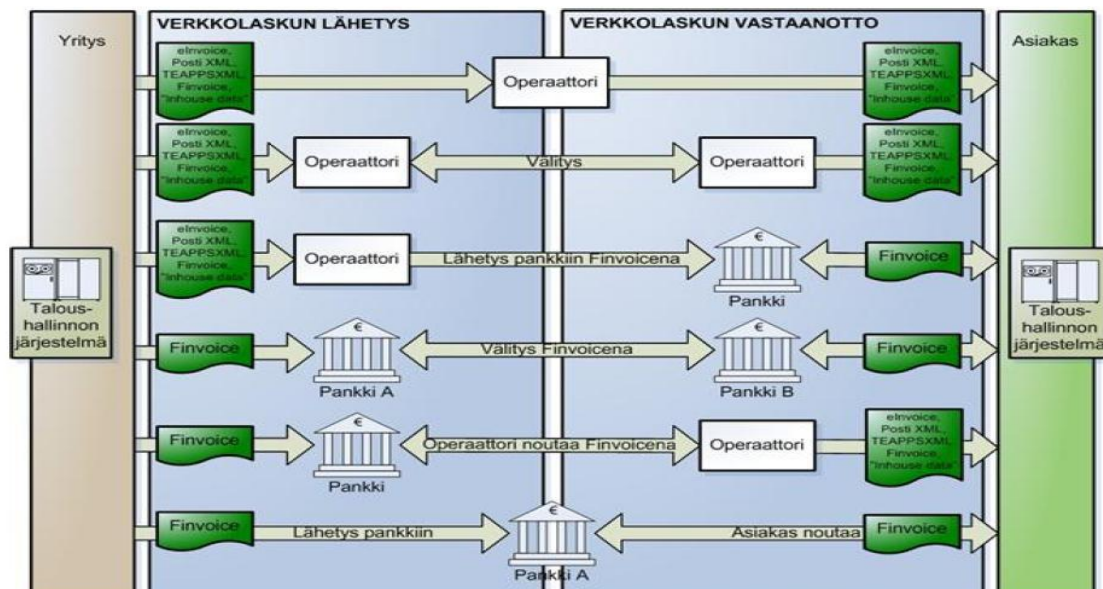 VERKKOLASKUN LÄHETYS
VERKKOLASKUN VASTAANOTTO
Yritys
Asiakas
eInvoice,
Posti XML,
TEAPPSXML,
Finvoice,
"Inhouse data"
Operaattori
eInvoice,
Posti XML,
TEAPPSXML,
Finvoice,
"Inhouse data"
eInvoice,
Posti XML,
TEAPPSXML,
Finvoice,
"Inhouse data"
Operaattori
Välitys
Operaattori
eInvoice,
Posti XML,
TEAPPSXML,
Finvoice,
"Inhouse data"
eInvoice,
Posti XML,
TEAPPSXML,
Finvoice,
"Inhouse data"
Operaattori
Lähetys pankkiin Finvoicena
€
Pankki
Finvoice
Talous-
hallinnon
järjestelmä
Talous-
hallinnon
järjestelmä
Finvoice
€
Pankki A
Välitys Finvoicena
€
Pankki B
Finvoice
Finvoice
€
Pankki
Operaattori noutaa Finvoicena
Operaattori
eInvoice,
Posti XML,
TEAPPSXML
Finvoice,
"Inhouse data"
Finvoice
Lähetys pankkiin
€
Pankki A
Asiakas noutaa
Finvoice